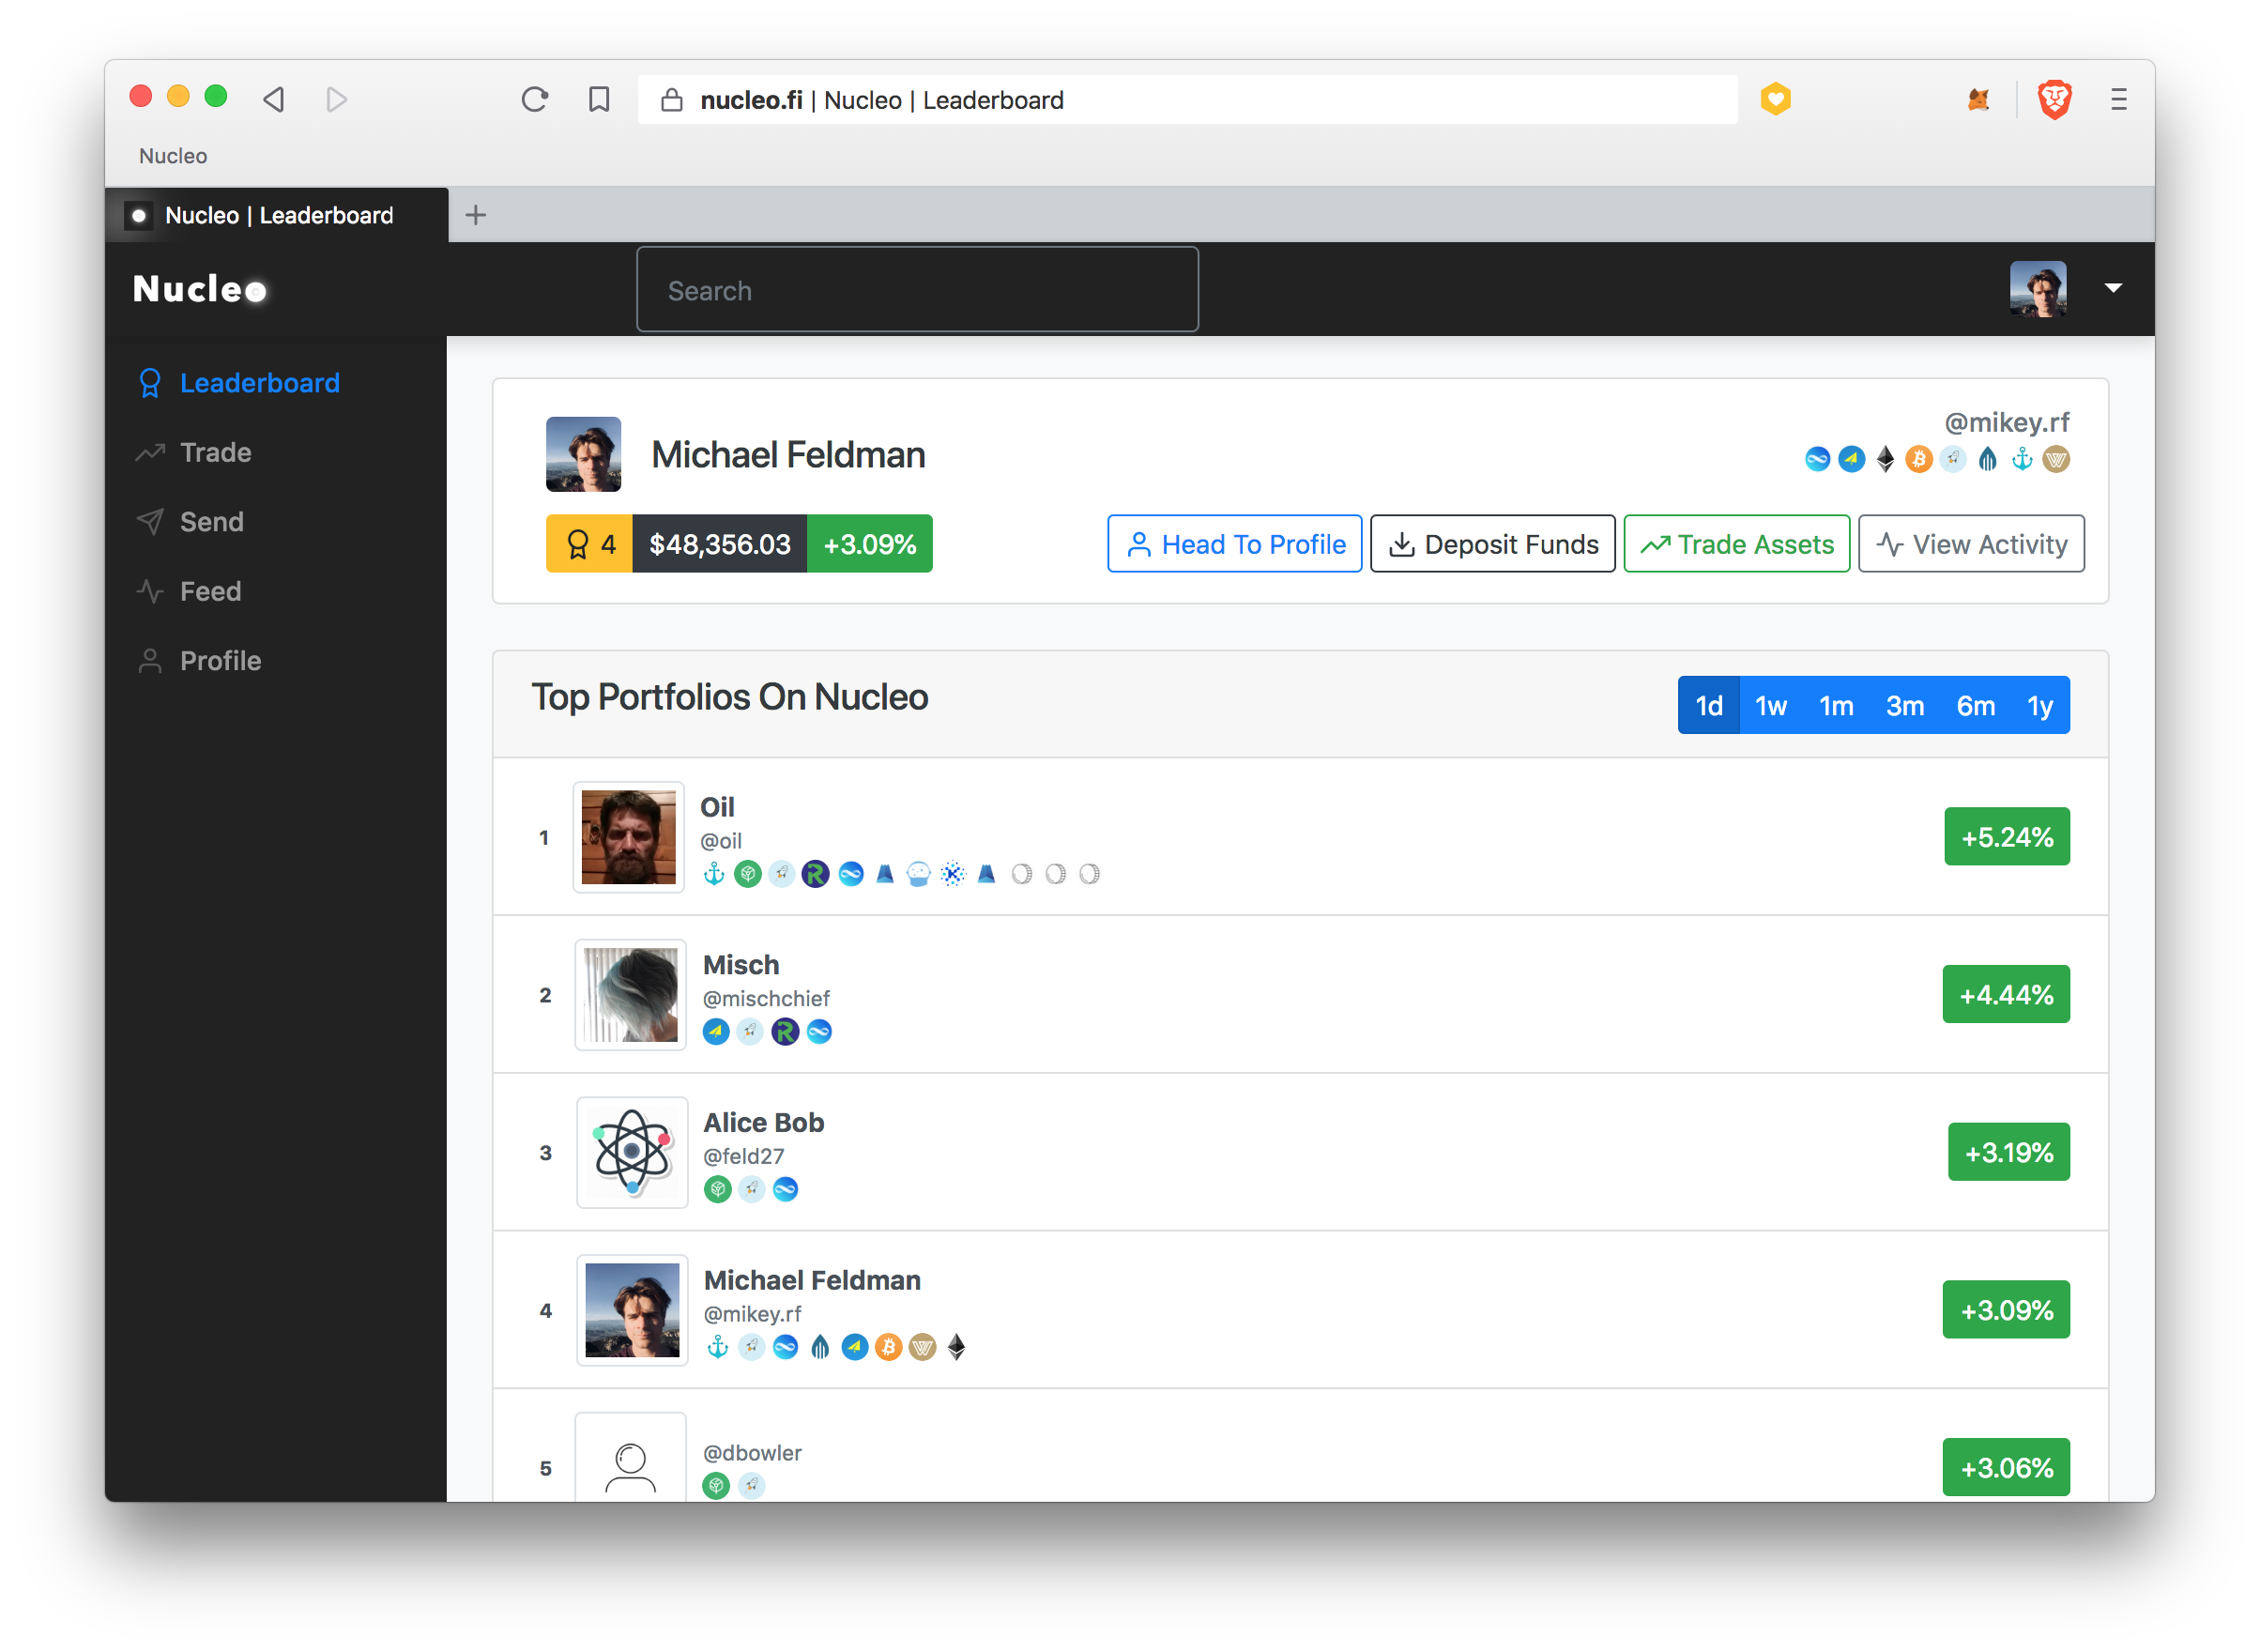 nucleo.fi | Nucleo | Leaderboard
Nucleo
Nucleo | Leaderboard
Nucleo
Search
Leaderboard
Trade
Send
Feed
Profile
Michael Feldman
@mikey.rf
4 $48,356.03 +3.09%
Head To Profile
Deposit Funds
Trade Assets
View Activity
Top Portfolios On Nucleo
1d 1w 1m 3m 6m 1y
1
Oil
@oil
+5.24%
2
Misch
@mischchief
+4.44%
3
Alice Bob
@feld27
+3.19%
4
Michael Feldman
@mikey.rf
+3.09%
5
@dbowler
+3.06%